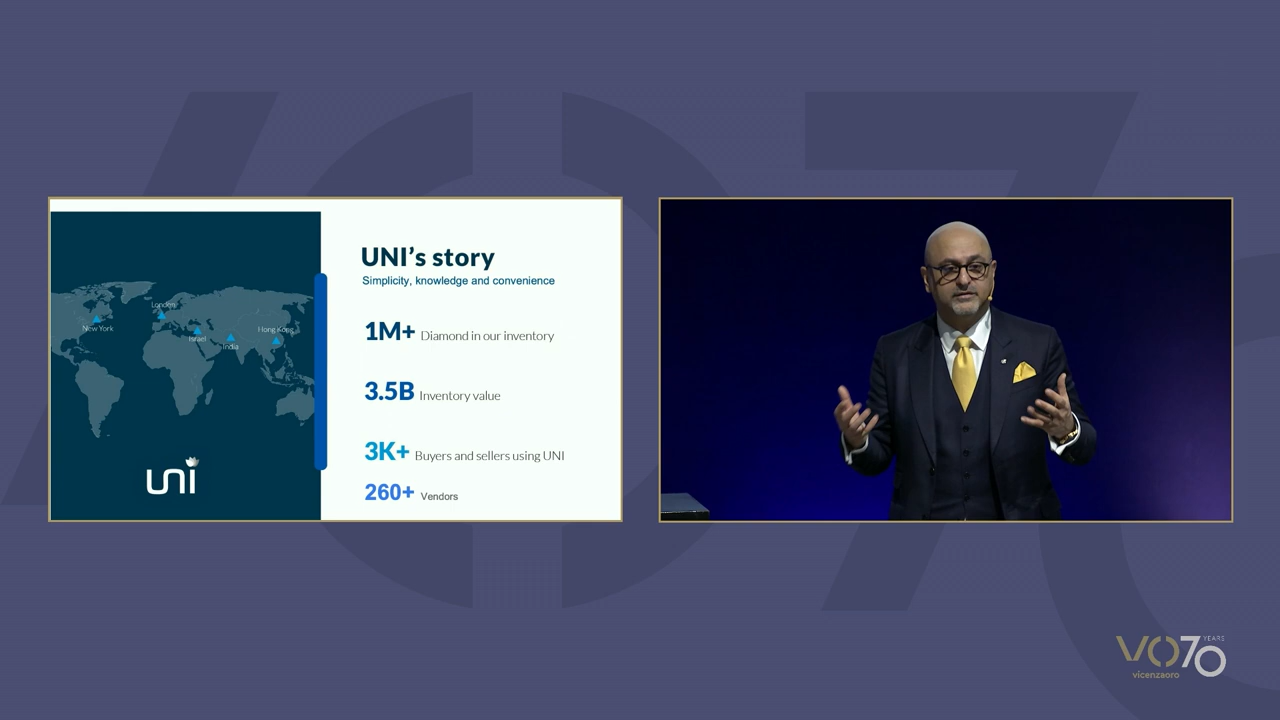 UNI's story
Simplicity, knowledge and convenience
1M+ Diamond in our inventory
3.5B Inventory value
3K+ Buyers and sellers using UNI
260+ Vendors
London
New York
Israel
India
Hong Kong
uni
VO70 YEARS
vicenzaoro